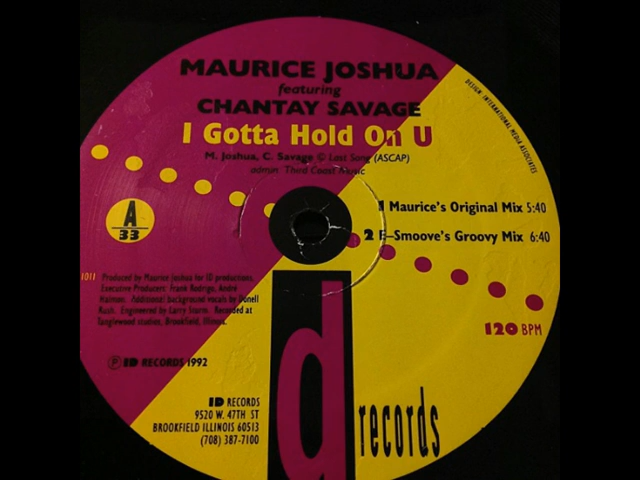 MAURICE JOSHUA
featuring
CHANTAY SAVAGE
I Gotta Hold On U
M. Joshua, C. Savage © Last Song (ASCAP)
admin Third Coast Music
DESIGN: INTERNATIONAL MEDIA ASSOCIATES
1 Maurice's Original Mix 5:40
2 E-Smoove's Groovy Mix 6:40
A
33
120 BPM
1011
Produced by Maurice Joshua for ID productions.
Executive Producer: Frank Rodrigo, André
Halmon. Additional background vocals by Donell
Rush. Engineered by Larry Sturm. Recorded at
Tanglewood studios, Brookfield, Illinois.
℗ ID RECORDS 1992
ID RECORDS
9520 W. 47TH ST
BROOKFIELD ILLINOIS 60513
(708) 387-7100
id records